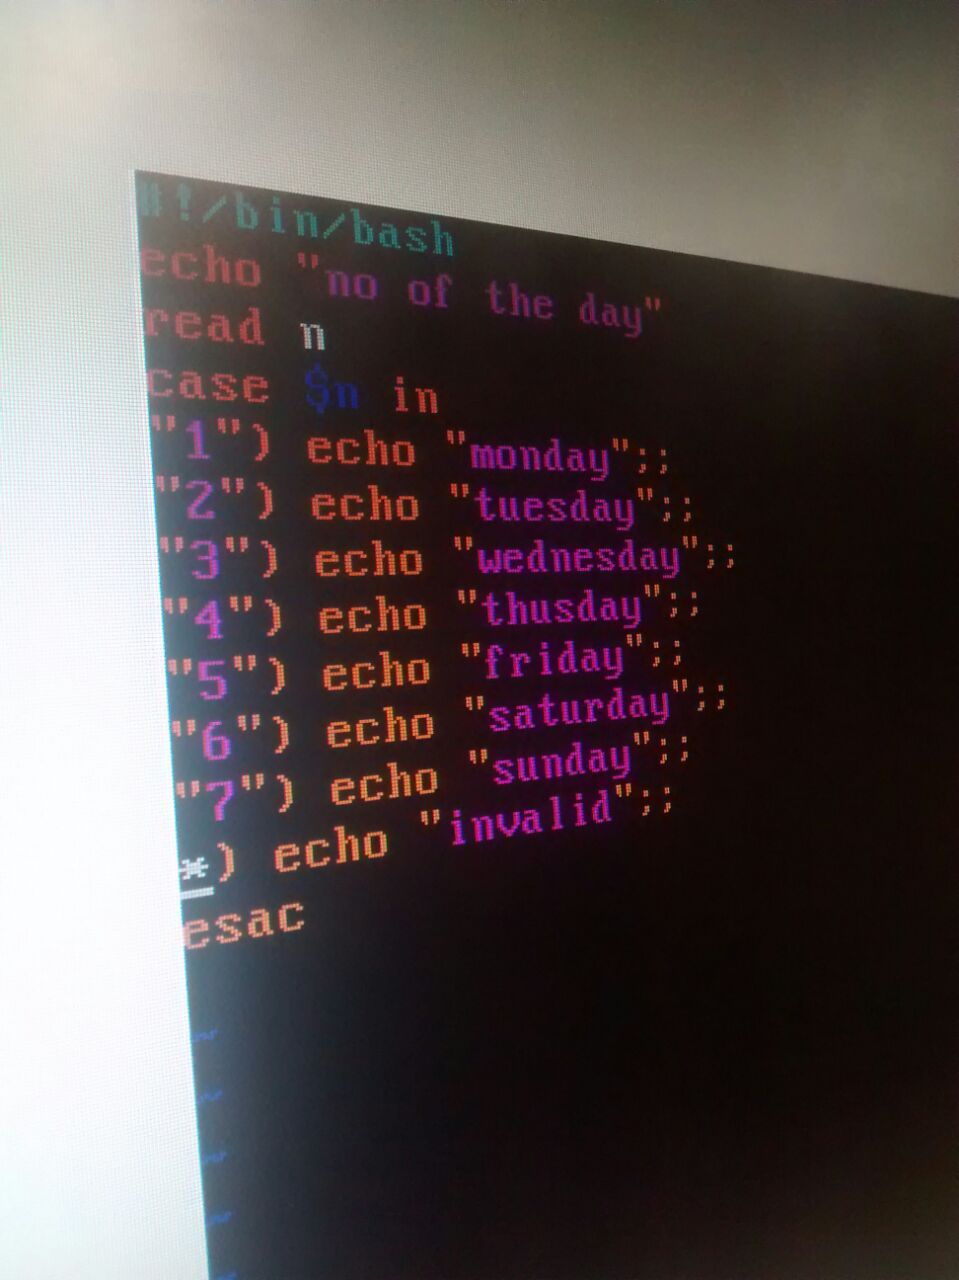 #!/bin/bash
echo "no of the day"
read n
case $n in
"1") echo "monday";;
"2") echo "tuesday";;
"3") echo "wednesday";;
"4") echo "thusday";;
"5") echo "friday";;
"6") echo "saturday";;
"7") echo "sunday";;
*) echo "invalid";;
esac
~
~
~
~
~